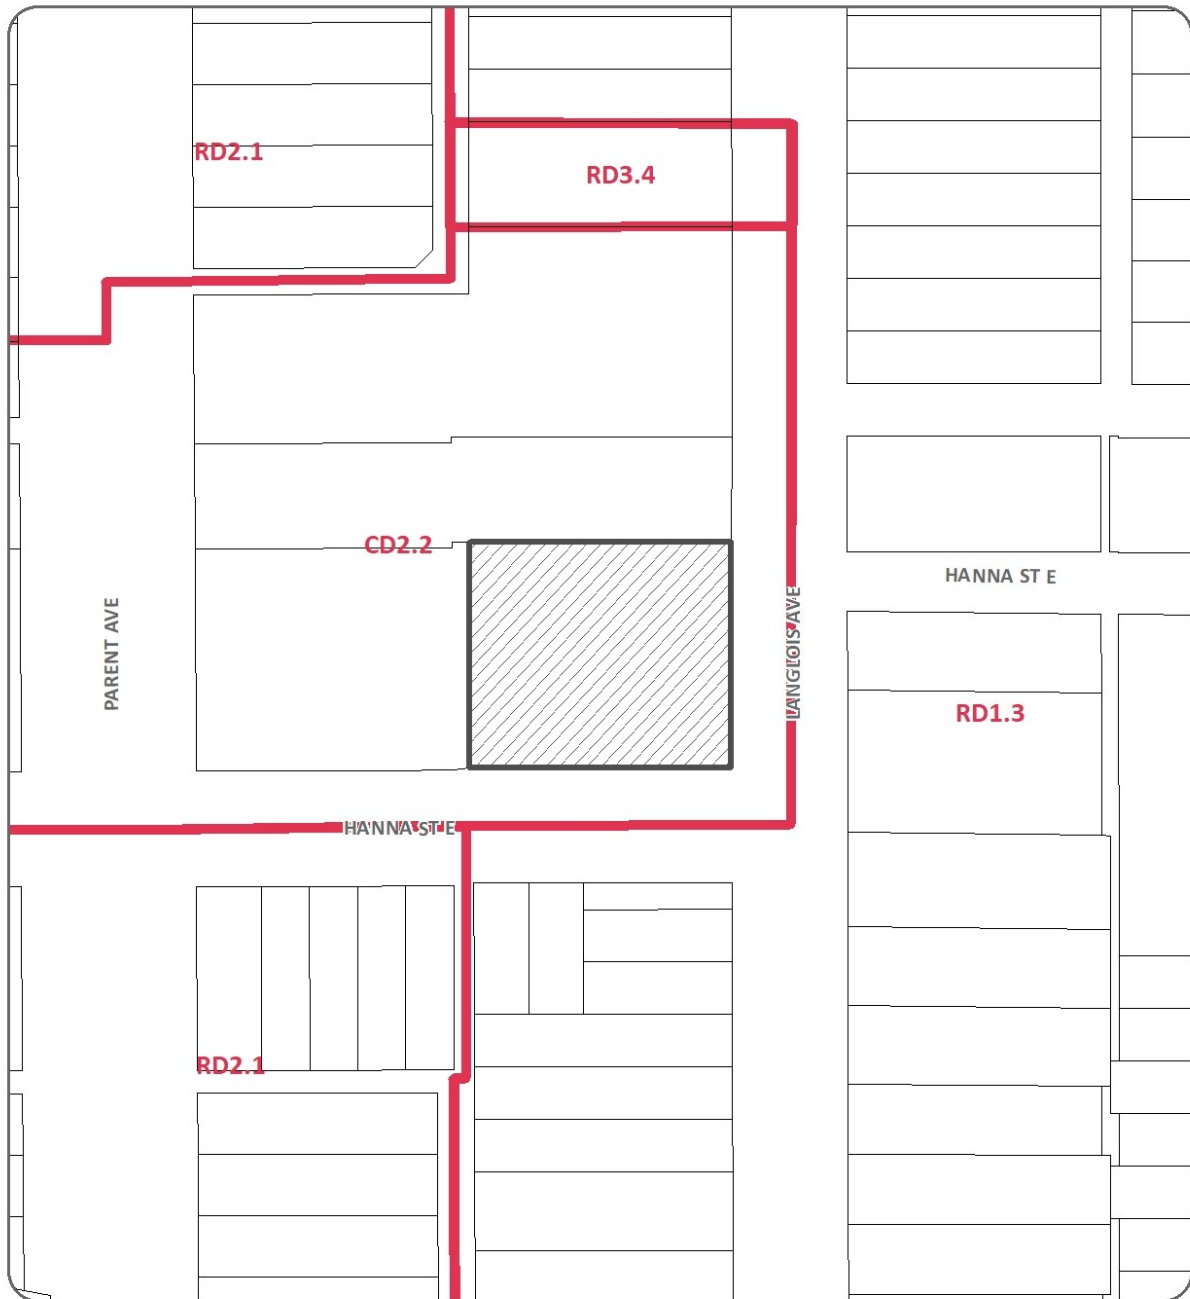 RD2.1
RD3.4
CD2.2
HANNA ST E
PARENT AVE
LANGLOIS AVE
RD1.3
HANNA ST E
RD2.1